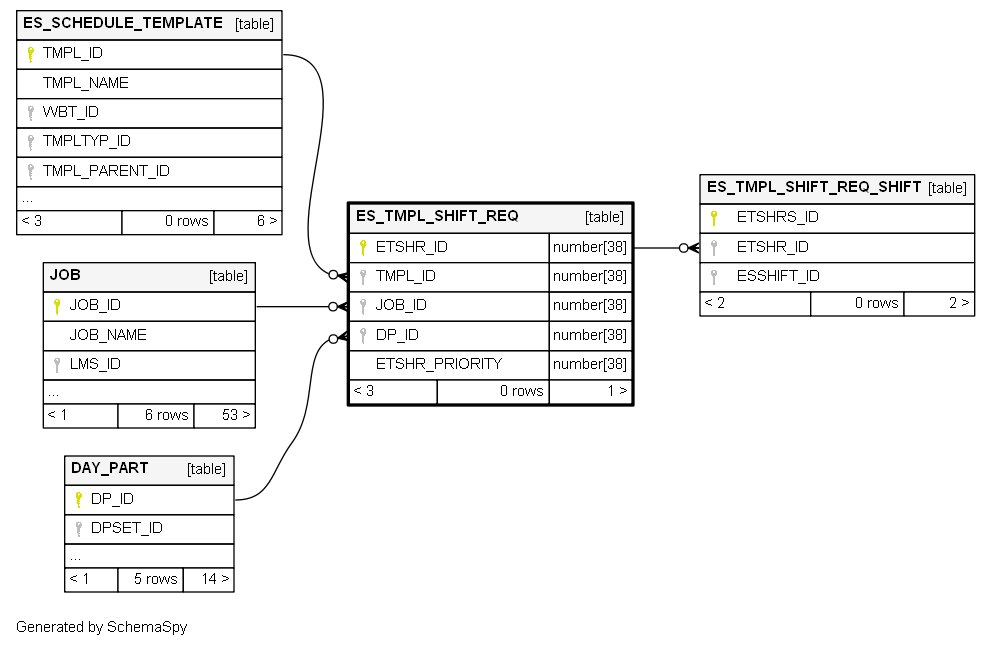 ES_SCHEDULE_TEMPLATE [table]
TMPL_ID
TMPL_NAME
WBT_ID
TMPLTYP_ID
TMPL_PARENT_ID
...
< 3 0 rows 6 >
JOB [table]
JOB_ID
JOB_NAME
LMS_ID
...
< 1 6 rows 53 >
DAY_PART [table]
DP_ID
DPSET_ID
...
< 1 5 rows 14 >
ES_TMPL_SHIFT_REQ [table]
ETSHR_ID number[38]
TMPL_ID number[38]
JOB_ID number[38]
DP_ID number[38]
ETSHR_PRIORITY number[38]
< 3 0 rows 1 >
ES_TMPL_SHIFT_REQ_SHIFT [table]
ETSHRS_ID
ETSHR_ID
ESSHIFT_ID
< 2 0 rows 2 >
Generated by SchemaSpy